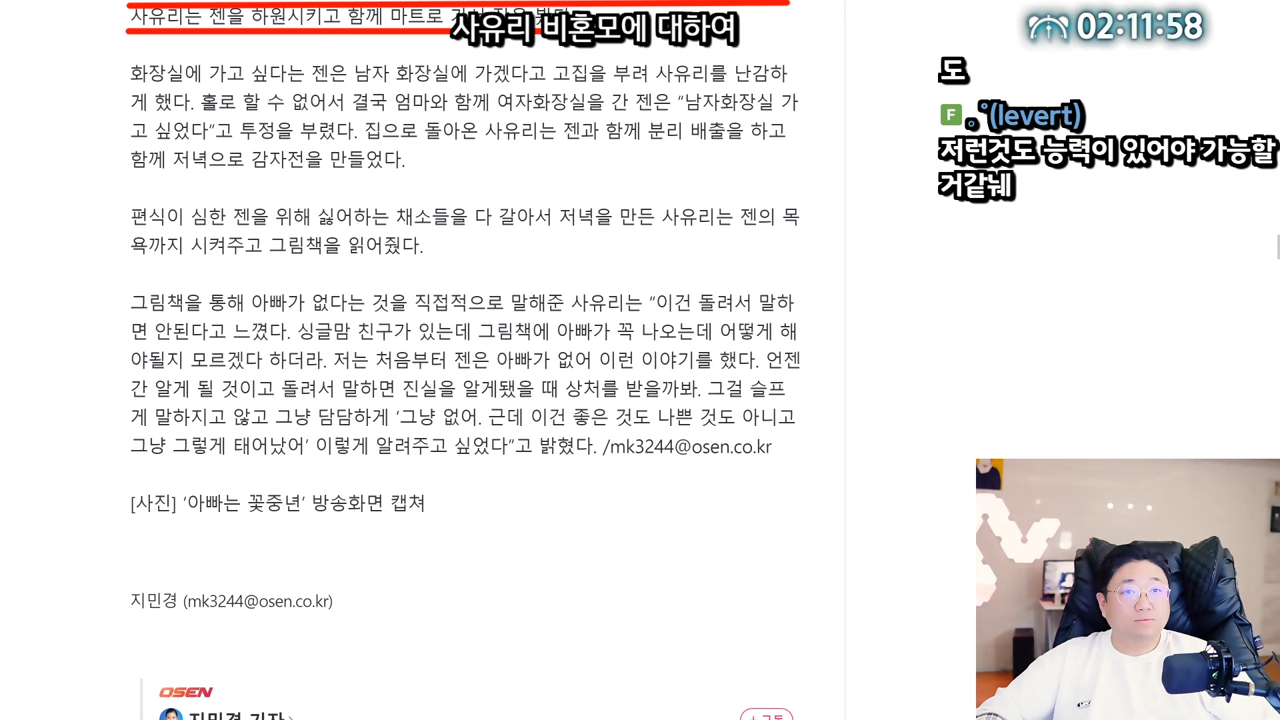 사유리는 젠을 하원시키고 함께 마트로
사유리 비혼모에 대하여
화장실에 가고 싶다는 젠은 남자 화장실에 가겠다고 고집을 부려 사유리를 난감하
게 했다. 홀로 할 수 없어서 결국 엄마와 함께 여자화장실을 간 젠은 “남자화장실 가
고 싶었다”고 투정을 부렸다. 집으로 돌아온 사유리는 젠과 함께 분리 배출을 하고
함께 저녁으로 감자전을 만들었다.
편식이 심한 젠을 위해 싫어하는 채소들을 다 갈아서 저녁을 만든 사유리는 젠의 목
욕까지 시켜주고 그림책을 읽어줬다.
그림책을 통해 아빠가 없다는 것을 직접적으로 말해준 사유리는 “이건 돌려서 말하
면 안된다고 느꼈다. 싱글맘 친구가 있는데 그림책에 아빠가 꼭 나오는데 어떻게 해
야될지 모르겠다 하더라. 저는 처음부터 젠은 아빠가 없어 이런 이야기를 했다. 언젠
간 알게 될 것이고 돌려서 말하면 진실을 알게됐을 때 상처를 받을까봐. 그걸 슬프
게 말하지고 않고 그냥 담담하게 ‘그냥 없어. 근데 이건 좋은 것도 나쁜 것도 아니고
그냥 그렇게 태어났어’ 이렇게 알려주고 싶었다”고 밝혔다. /mk3244@osen.co.kr
[사진] ‘아빠는 꽃중년’ 방송화면 캡쳐
지민경 (mk3244@osen.co.kr)
OSEN
지민경 기자
+ 구독
02:11:58
도
F 。˚(levert)
저런것도 능력이 있어야 가능할
거같눼